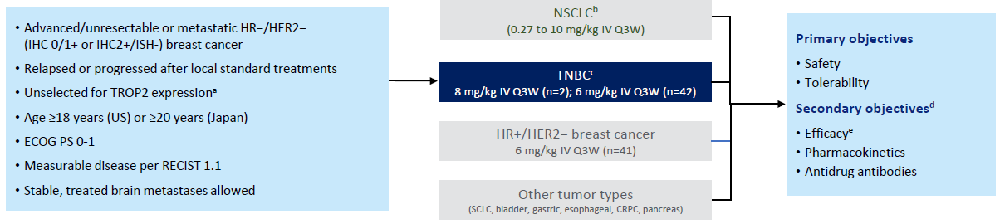 • Advanced/unresectable or metastatic HR−/HER2−
(IHC 0/1+ or IHC2+/ISH-) breast cancer
• Relapsed or progressed after local standard treatments
• Unselected for TROP2 expressionᵃ
• Age ≥18 years (US) or ≥20 years (Japan)
• ECOG PS 0-1
• Measurable disease per RECIST 1.1
• Stable, treated brain metastases allowed
NSCLCᵇ
(0.27 to 10 mg/kg IV Q3W)
TNBCᶜ
8 mg/kg IV Q3W (n=2); 6 mg/kg IV Q3W (n=42)
HR+/HER2− breast cancer
6 mg/kg IV Q3W (n=41)
Other tumor types
(SCLC, bladder, gastric, esophageal, CRPC, pancreas)
Primary objectives
• Safety
• Tolerability
Secondary objectivesᵈ
• Efficacyᵉ
• Pharmacokinetics
• Antidrug antibodies